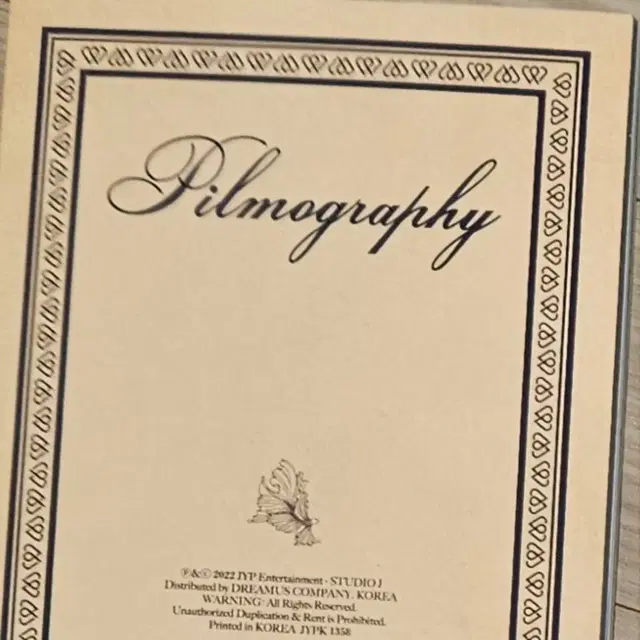 Pilmography
℗&© 2022 JYP Entertainment · STUDIO J
Distributed by DREAMUS COMPANY, KOREA
WARNING: All Rights Reserved.
Unauthorized Duplication & Rent is Prohibited.
Printed in KOREA JYPK 1358